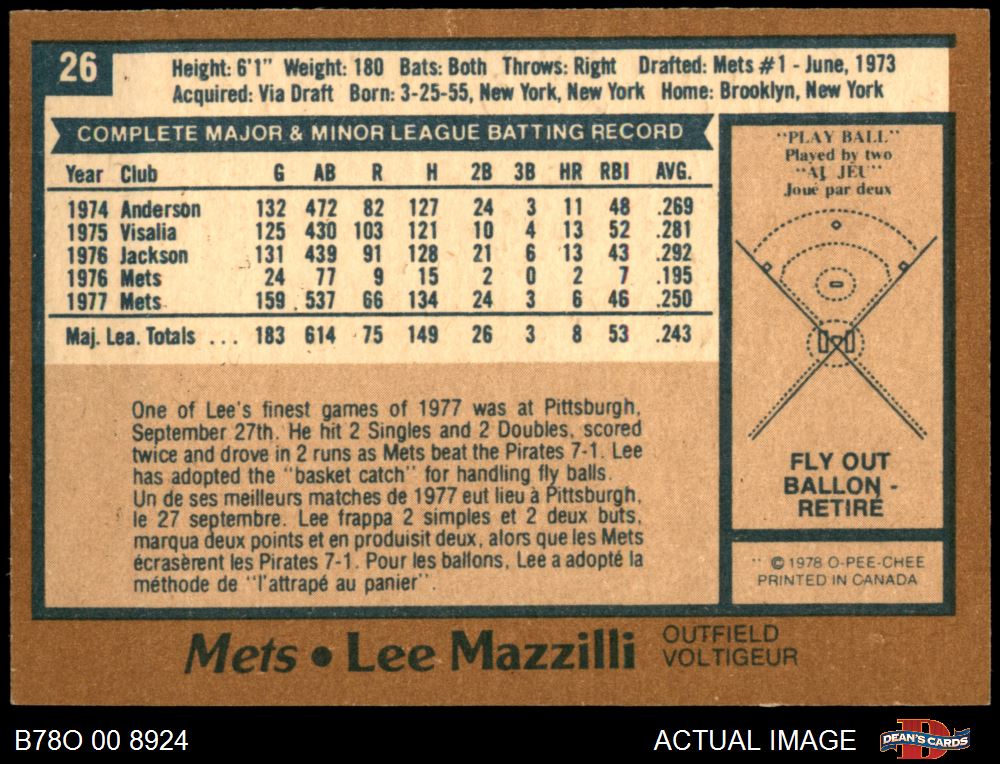 26
Height: 6'1" Weight: 180 Bats: Both Throws: Right Drafted: Mets #1 - June, 1973
Acquired: Via Draft Born: 3-25-55, New York, New York Home: Brooklyn, New York
COMPLETE MAJOR & MINOR LEAGUE BATTING RECORD
Year Club G AB R H 2B 3B HR RBI AVG.
1974 Anderson 132 472 82 127 24 3 11 48 .269
1975 Visalia 125 430 103 121 10 4 13 52 .281
1976 Jackson 131 439 91 128 21 6 13 43 .292
1976 Mets 24 77 9 15 2 0 2 7 .195
1977 Mets 159 537 66 134 24 3 6 46 .250
Maj. Lea. Totals ... 183 614 75 149 26 3 8 53 .243
One of Lee's finest games of 1977 was at Pittsburgh,
September 27th. He hit 2 Singles and 2 Doubles, scored
twice and drove in 2 runs as Mets beat the Pirates 7-1. Lee
has adopted the "basket catch" for handling fly balls.
Un de ses meilleurs matches de 1977 eut lieu à Pittsburgh,
le 27 septembre. Lee frappa 2 simples et 2 deux buts,
marqua deux points et en produisit deux, alors que les Mets
écrasèrent les Pirates 7-1. Pour les ballons, Lee a adopté la
méthode de "l'attrapé au panier".
"PLAY BALL"
Played by two
"AU JEU"
Joué par deux
FLY OUT
BALLON -
RETIRÉ
© 1978 O-PEE-CHEE
PRINTED IN CANADA
Mets • Lee Mazzilli
OUTFIELD
VOLTIGEUR
B78O 00 8924
ACTUAL IMAGE
D
DEAN'S CARDS